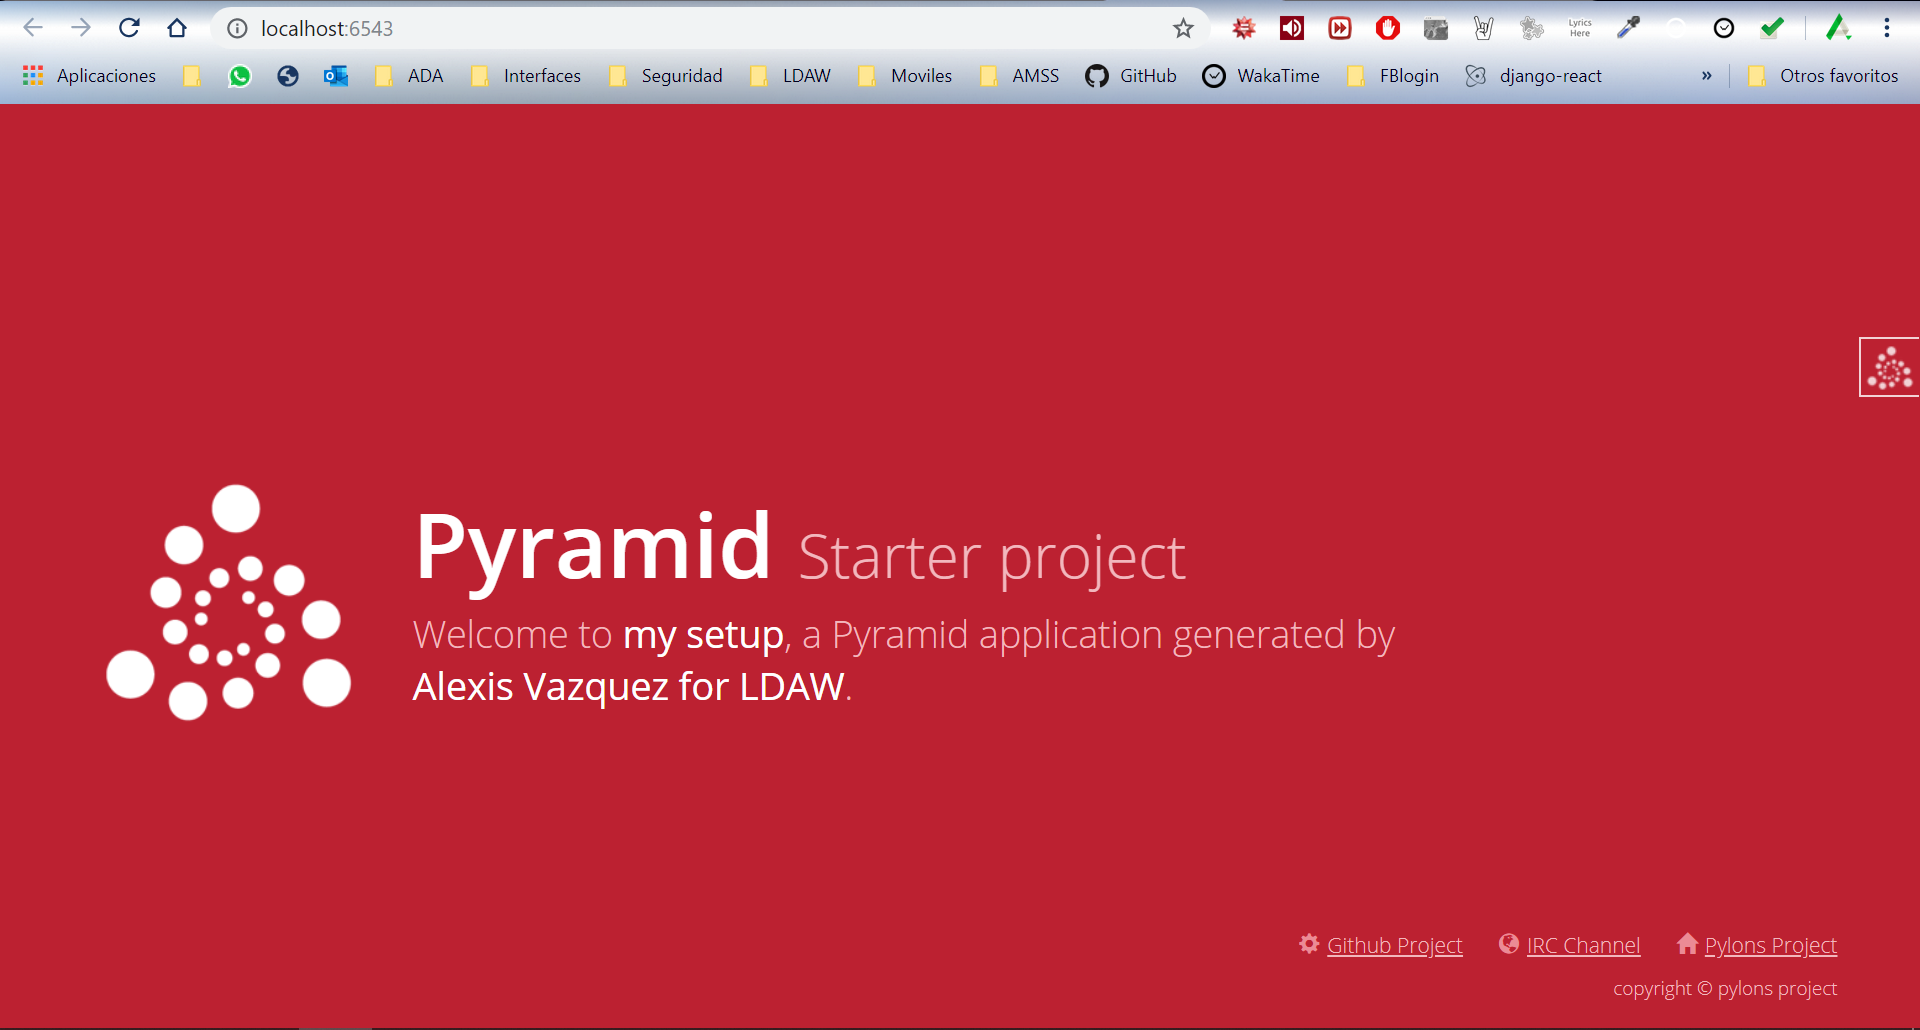 localhost:6543
Lyrics
Here
Aplicaciones ADA Interfaces Seguridad LDAW Moviles AMSS GitHub WakaTime FBlogin django-react » Otros favoritos
Pyramid Starter project
Welcome to my setup, a Pyramid application generated by
Alexis Vazquez for LDAW.
Github Project IRC Channel Pylons Project
copyright © pylons project